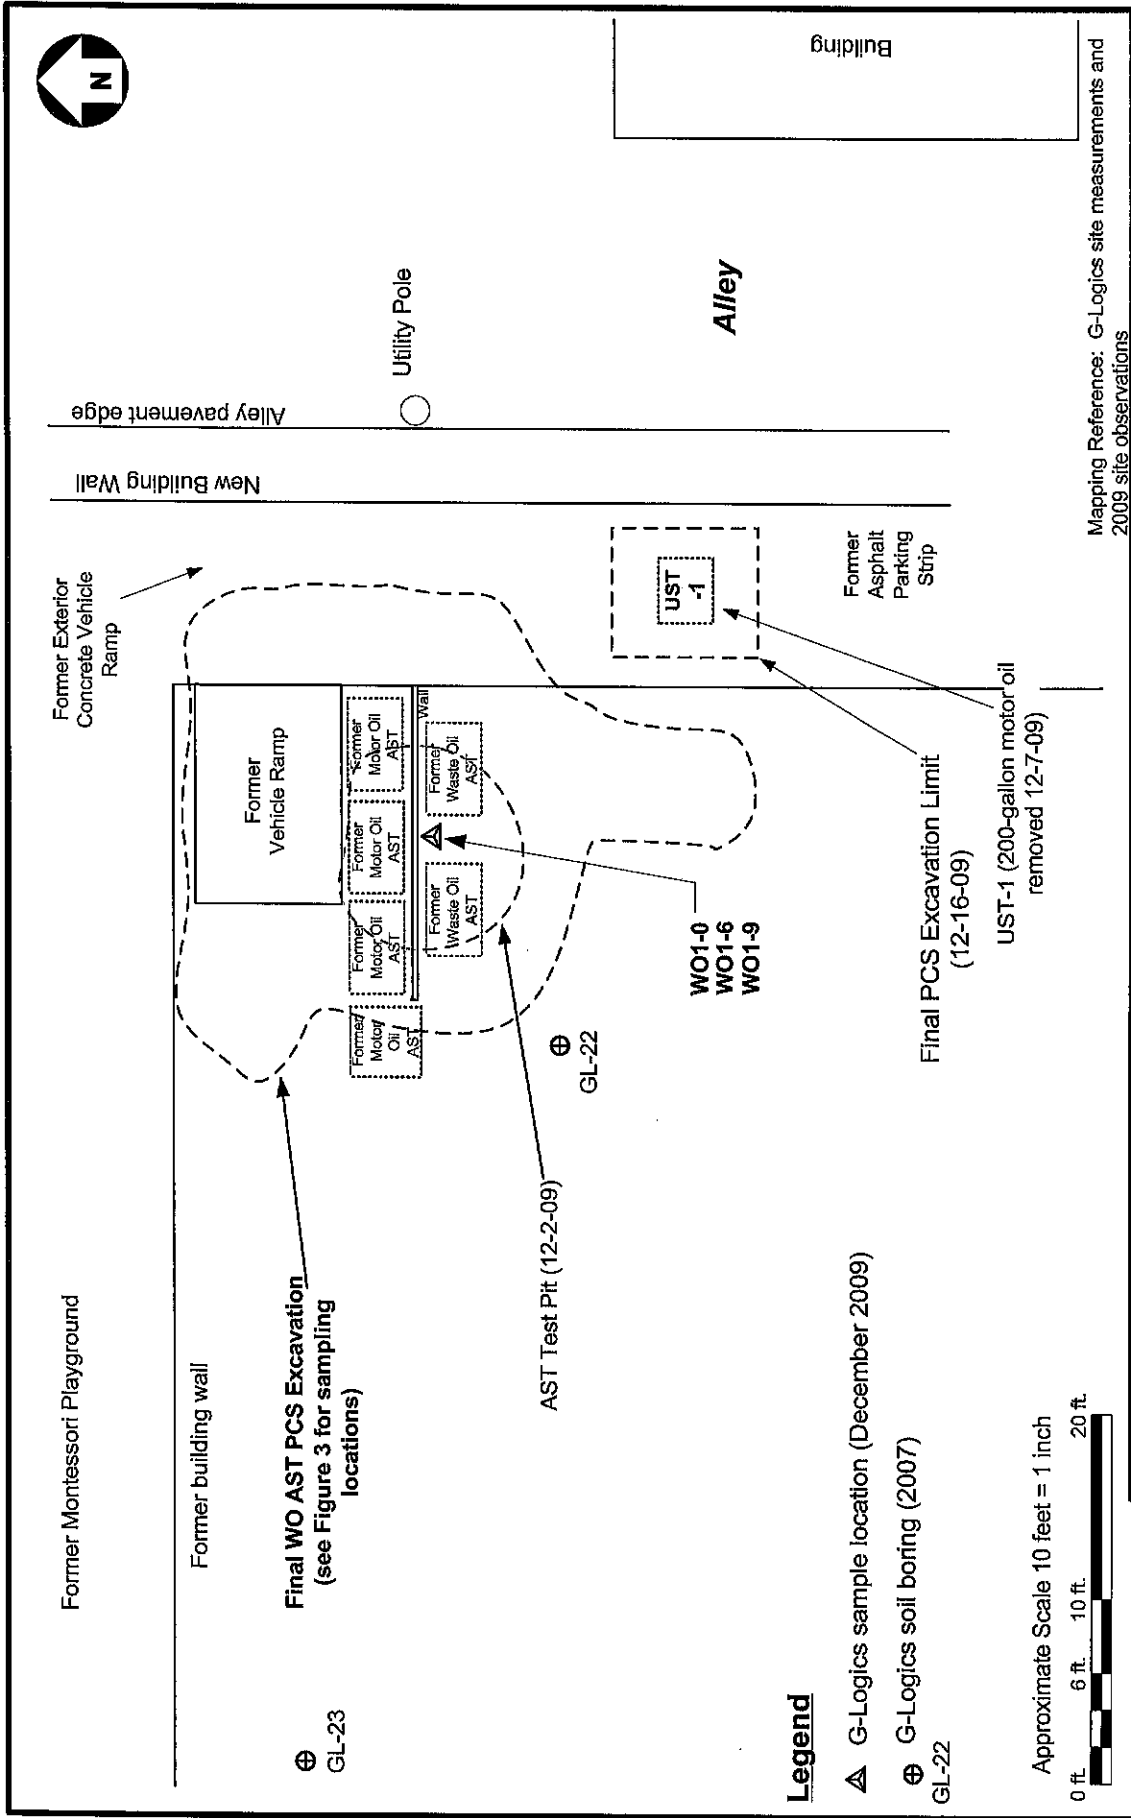 N
Former Montessori Playground
Former building wall
GL-23
Final WO AST PCS Excavation
(see Figure 3 for sampling
locations)
Former Exterior
Concrete Vehicle
Ramp
Former
Vehicle Ramp
Former
Motor
Oil
AST
Former
Motor Oil
AST
Former
Motor Oil
AST
Former
Motor Oil
AST
Wall
Former
Waste Oil
AST
Former
Waste Oil
AST
New Building Wall
Alley pavement edge
Utility Pole
Building
Alley
AST Test Pit (12-2-09)
GL-22
WO1-0
WO1-6
WO1-9
UST
-1
Former
Asphalt
Parking
Strip
Final PCS Excavation Limit
(12-16-09)
UST-1 (200-gallon motor oil
removed 12-7-09)
Legend
G-Logics sample location (December 2009)
G-Logics soil boring (2007)
GL-22
Approximate Scale 10 feet = 1 inch
0 ft. 6 ft. 10 ft. 20 ft.
Mapping Reference: G-Logics site measurements and
2009 site observations